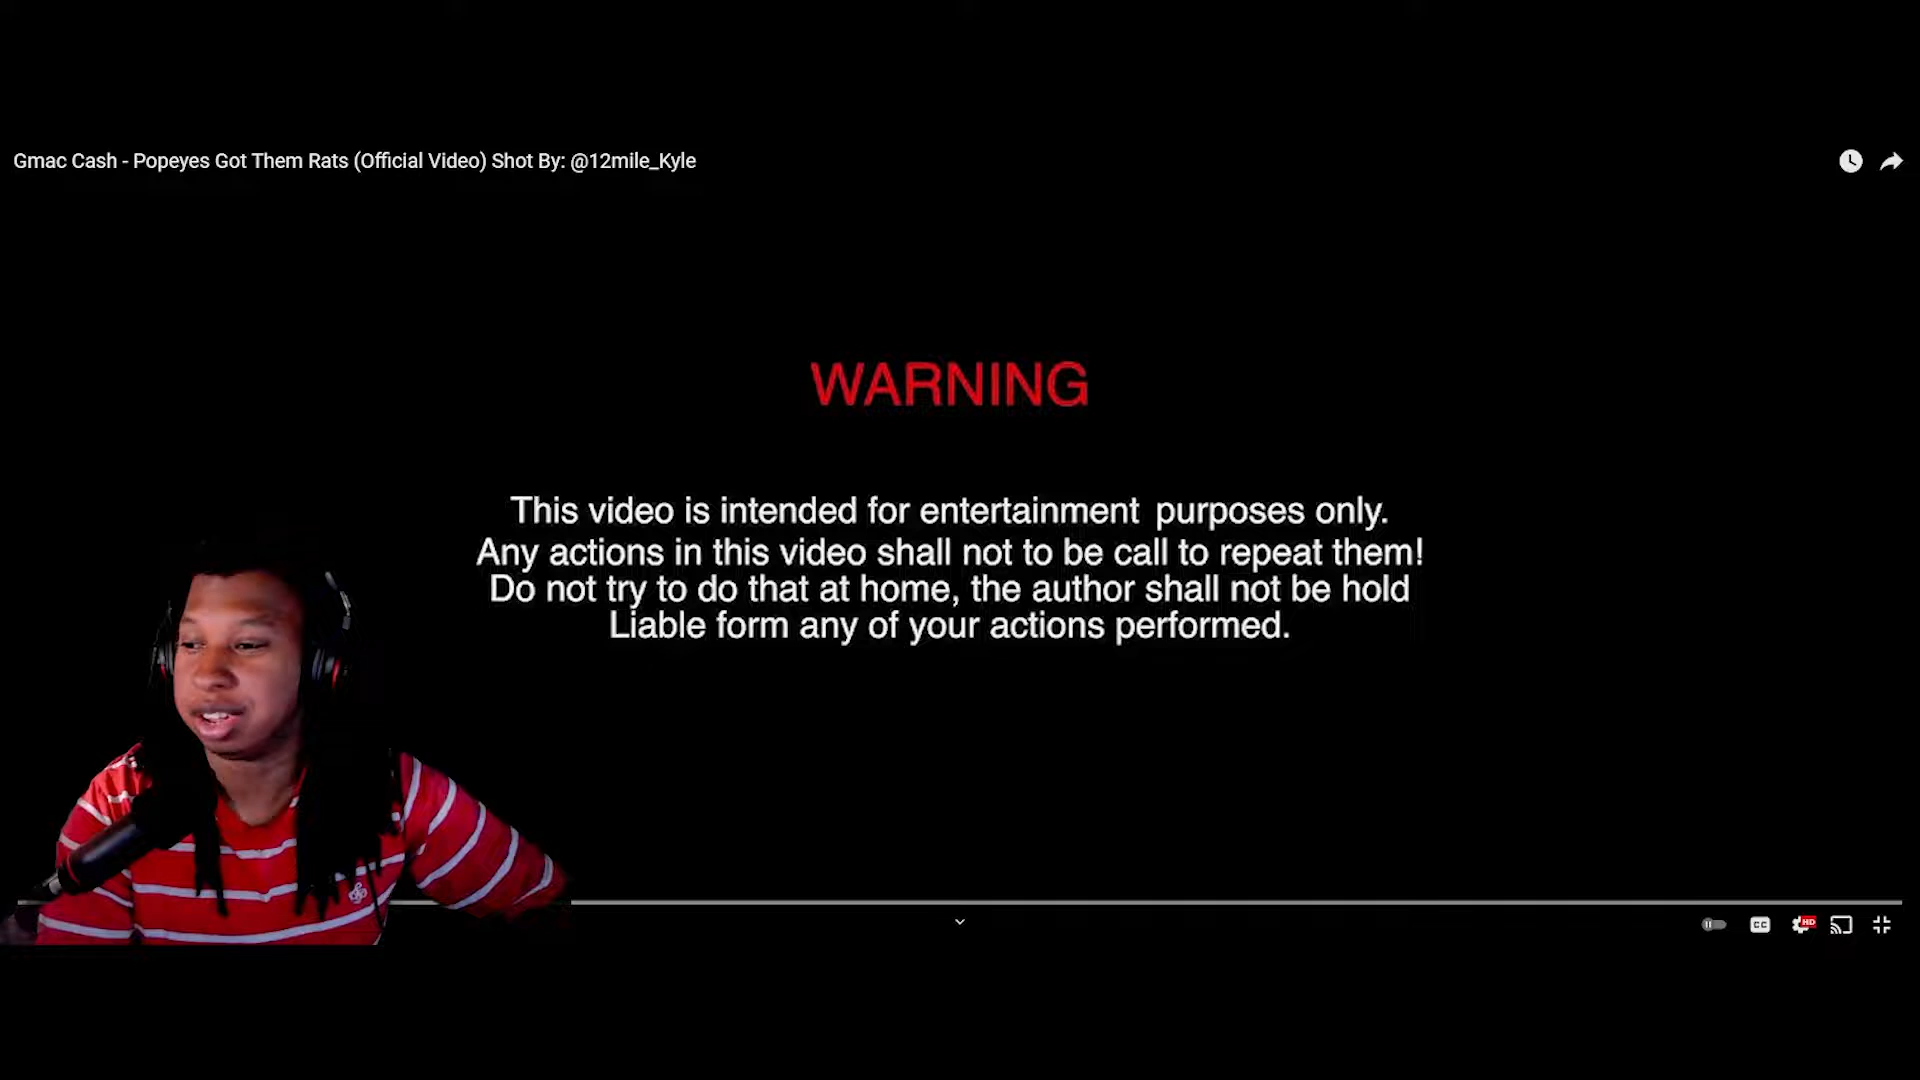 Gmac Cash - Popeyes Got Them Rats (Official Video) Shot By: @12mile_Kyle
WARNING
This video is intended for entertainment purposes only.
Any actions in this video shall not to be call to repeat them!
Do not try to do that at home, the author shall not be hold
Liable form any of your actions performed.
CC
HD